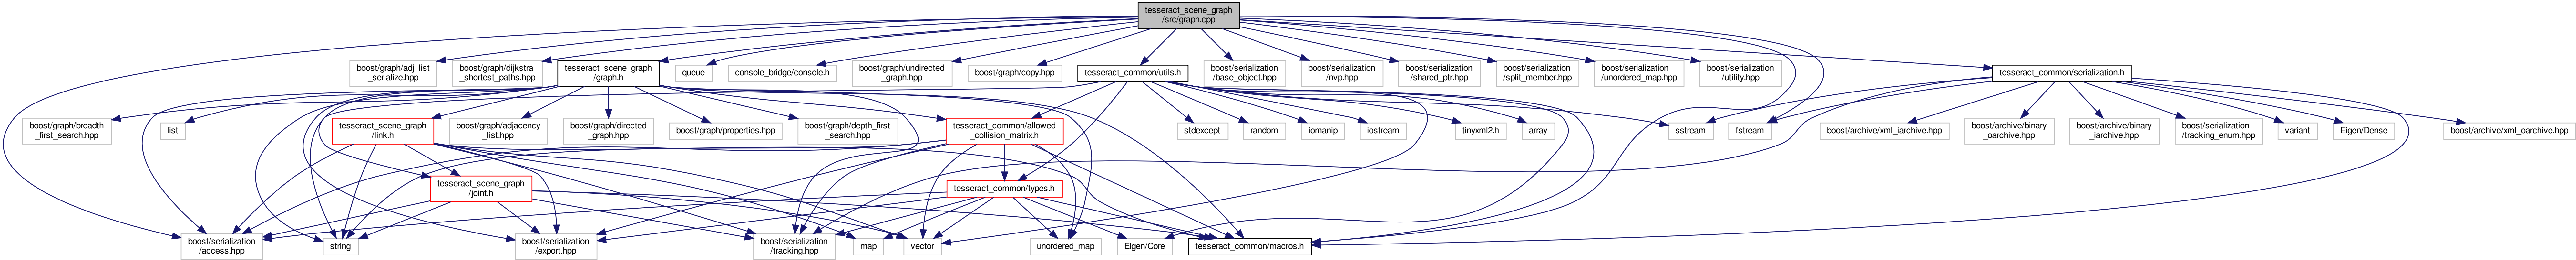 tesseract_scene_graph
/src/graph.cpp
boost/graph/adj_list
_serialize.hpp
boost/graph/dijkstra
_shortest_paths.hpp
tesseract_scene_graph
/graph.h
queue
console_bridge/console.h
boost/graph/undirected
_graph.hpp
boost/graph/copy.hpp
tesseract_common/utils.h
boost/serialization
/base_object.hpp
boost/serialization
/nvp.hpp
boost/serialization
/shared_ptr.hpp
boost/serialization
/split_member.hpp
boost/serialization
/unordered_map.hpp
boost/serialization
/utility.hpp
tesseract_common/serialization.h
boost/graph/breadth
_first_search.hpp
list
tesseract_scene_graph
/link.h
boost/graph/adjacency
_list.hpp
boost/graph/directed
_graph.hpp
boost/graph/properties.hpp
boost/graph/depth_first
_search.hpp
tesseract_common/allowed
_collision_matrix.h
stdexcept
random
iomanip
iostream
tinyxml2.h
array
sstream
fstream
boost/archive/xml_iarchive.hpp
boost/archive/binary
_oarchive.hpp
boost/archive/binary
_iarchive.hpp
boost/serialization
/tracking_enum.hpp
variant
Eigen/Dense
boost/archive/xml_oarchive.hpp
tesseract_scene_graph
/joint.h
tesseract_common/types.h
boost/serialization
/access.hpp
string
boost/serialization
/export.hpp
boost/serialization
/tracking.hpp
map
vector
unordered_map
Eigen/Core
tesseract_common/macros.h